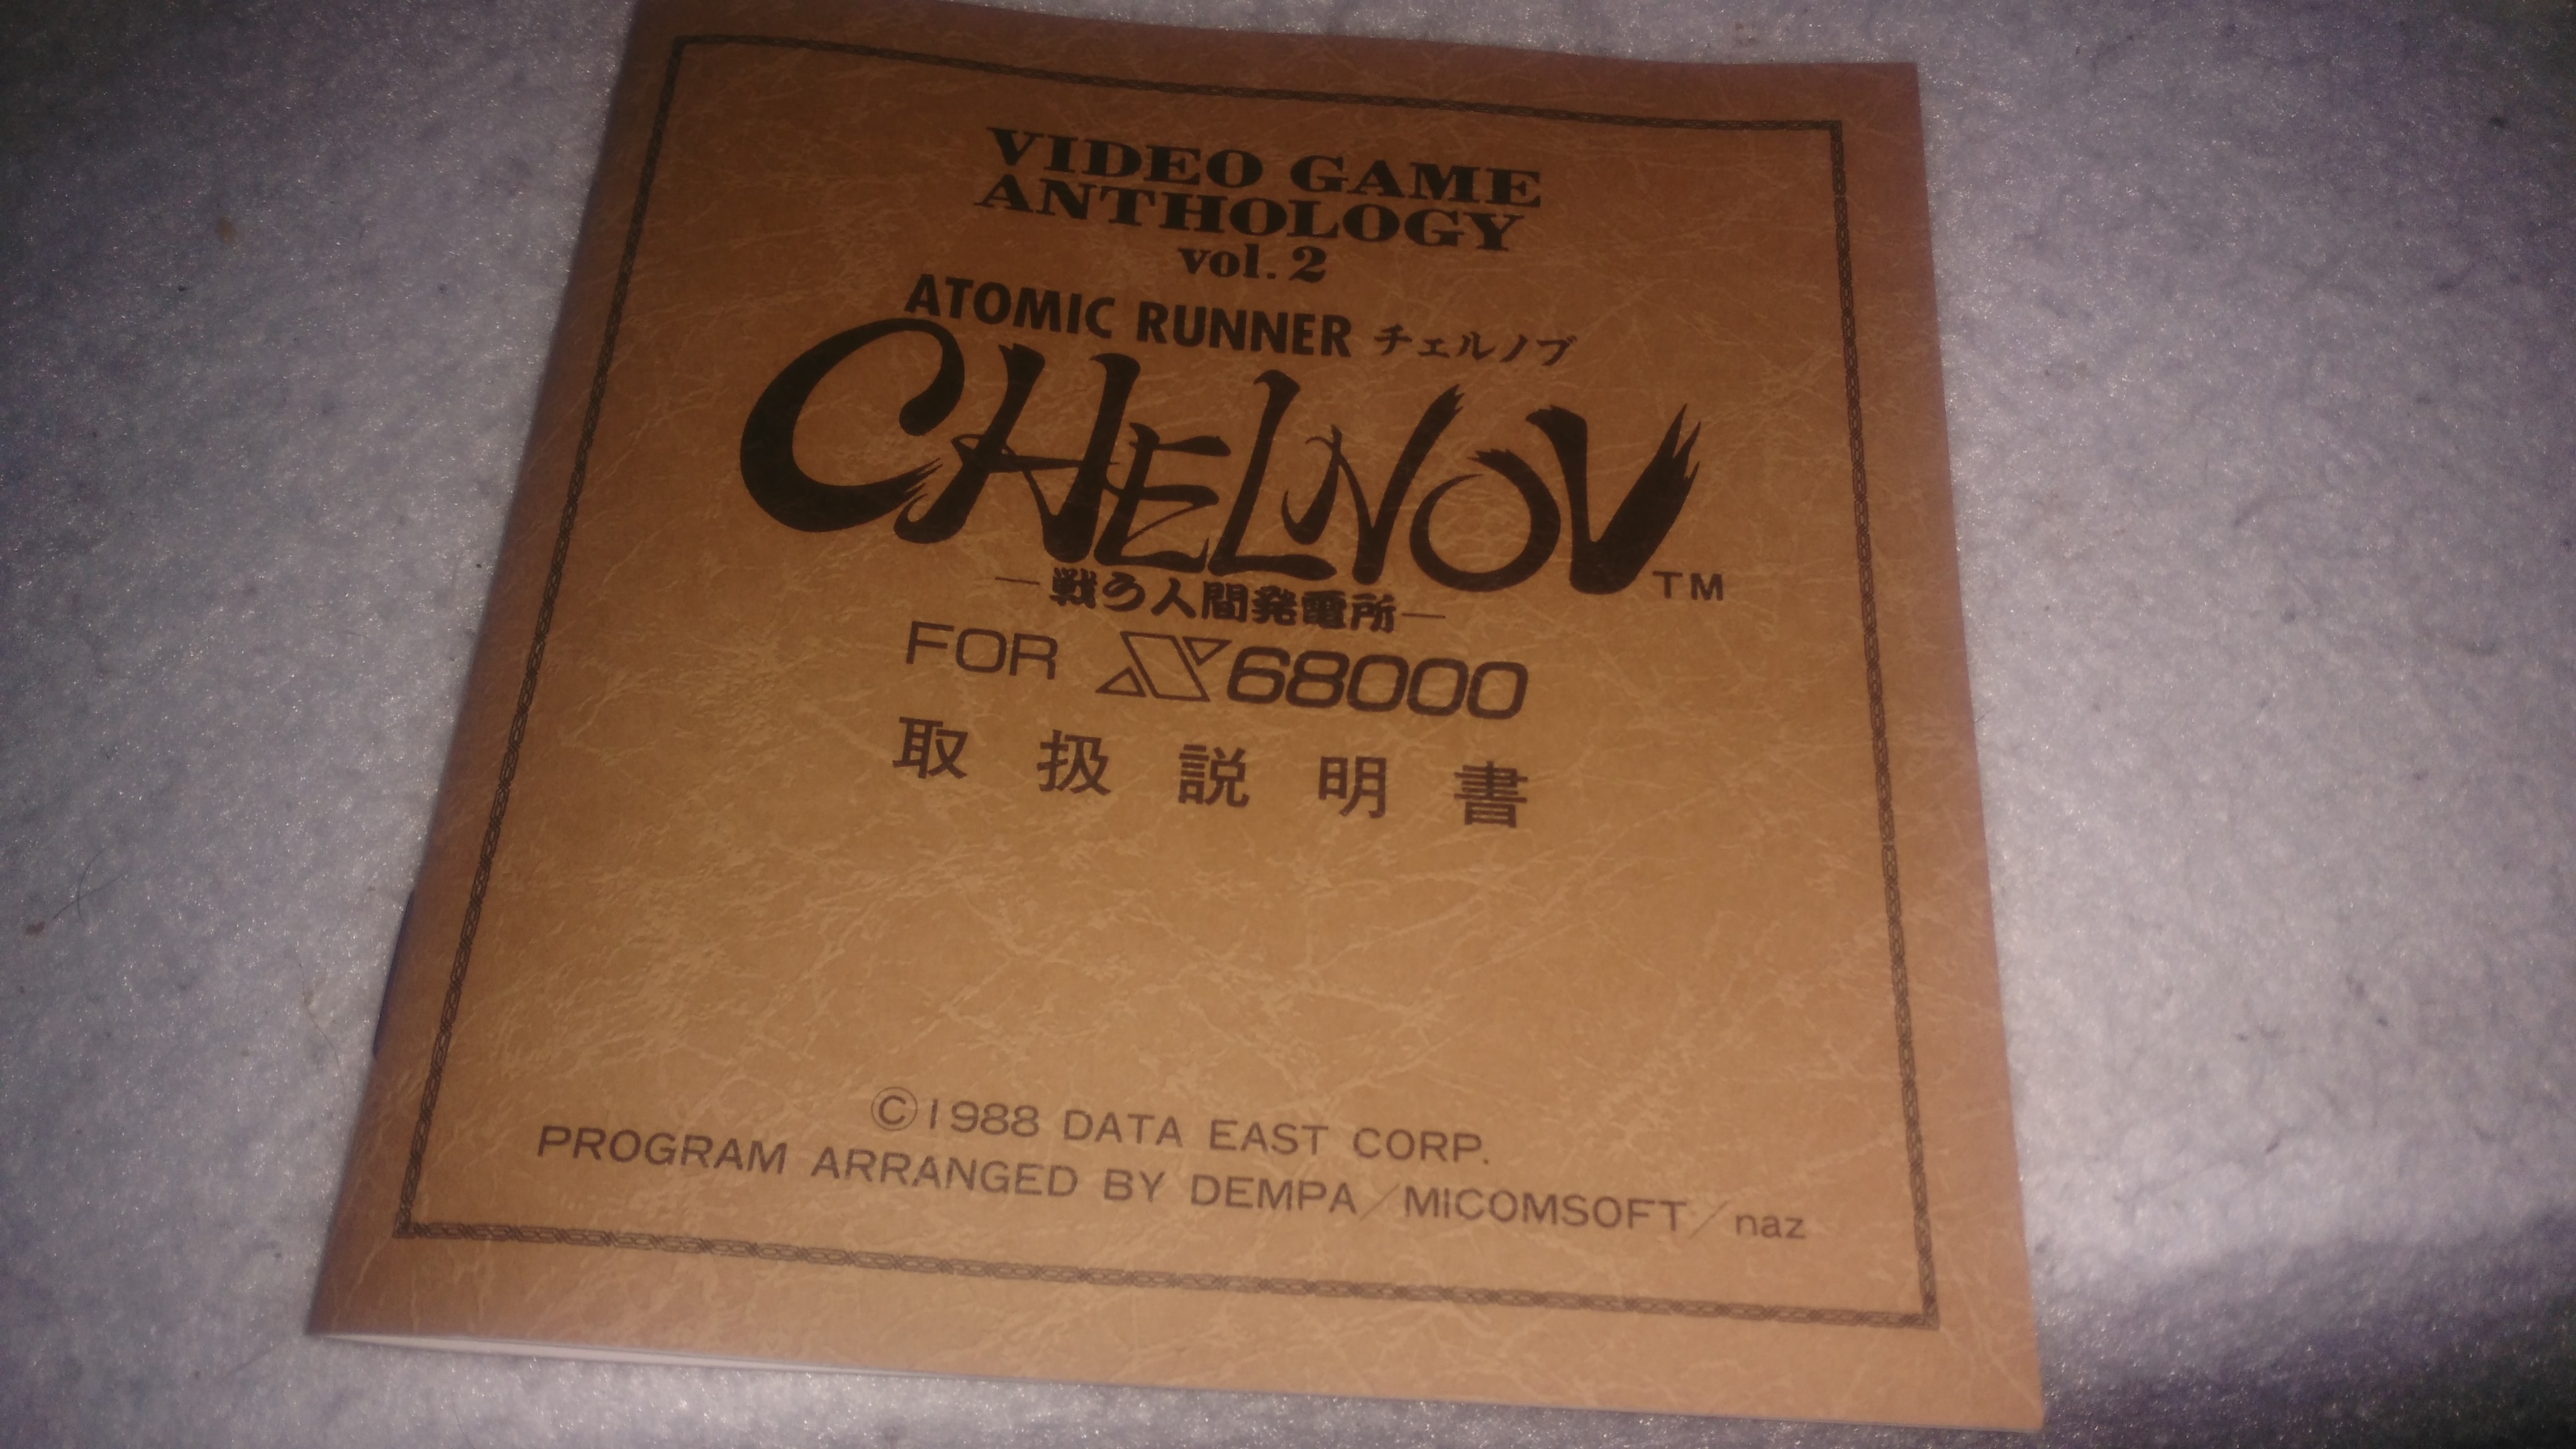 VIDEO GAME
ANTHOLOGY
vol. 2
ATOMIC RUNNER チェルノブ
CHELNOV TM
―戦う人間発電所―
FOR X68000
取扱説明書
©1988 DATA EAST CORP.
PROGRAM ARRANGED BY DEMPA/MICOMSOFT/naz